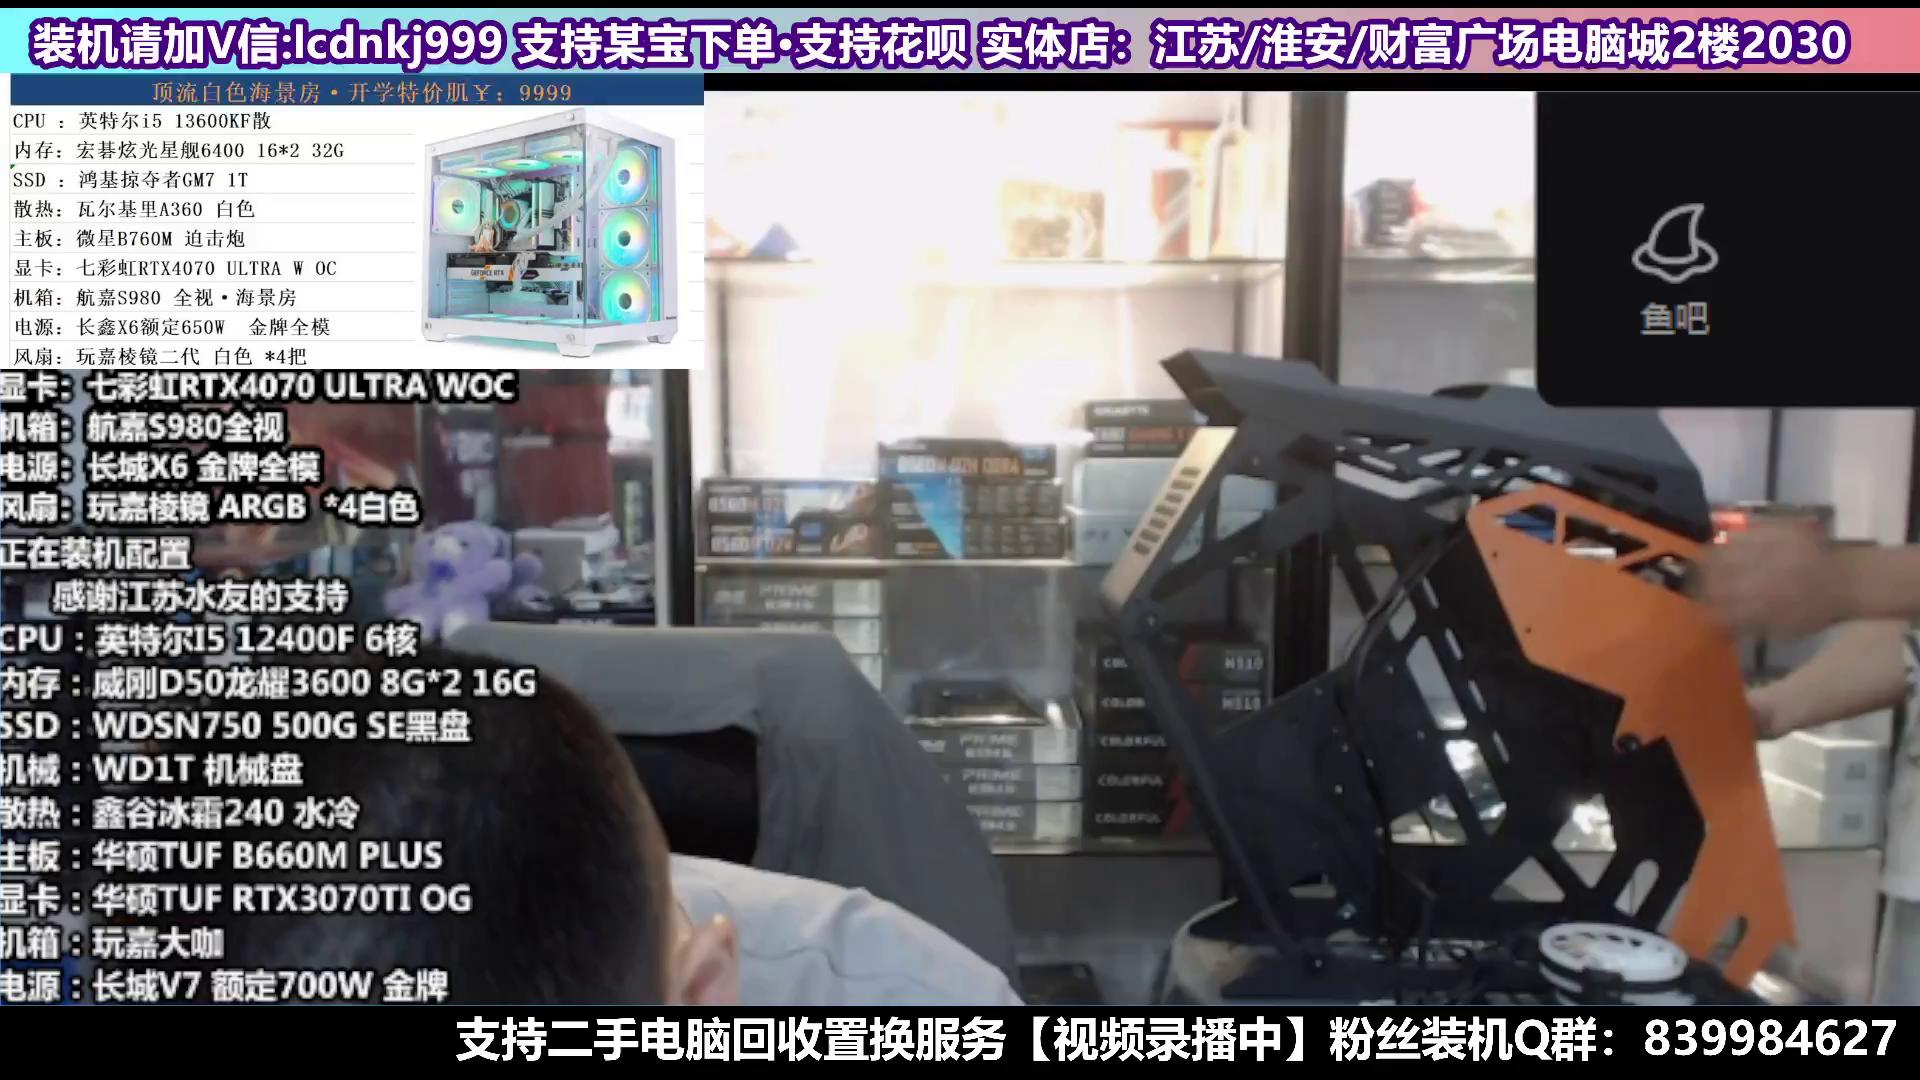 装机请加V信:lcdnkj999 支持某宝下单·支持花呗 实体店：江苏/淮安/财富广场电脑城2楼2030
顶流白色海景房·开学特价肌￥：9999
CPU ：英特尔i5 13600KF散
内存：宏碁炫光星舰6400 16*2 32G
SSD ：鸿基掠夺者GM7 1T
散热：瓦尔基里A360 白色
主板：微星B760M 迫击炮
显卡：七彩虹RTX4070 ULTRA W OC
机箱：航嘉S980 全视·海景房
电源：长鑫X6额定650W 金牌全模
风扇：玩嘉棱镜二代 白色 *4把
GEFORCE RTX
鱼吧
显卡：七彩虹RTX4070 ULTRA WOC
机箱：航嘉S980全视
电源：长城X6 金牌全模
风扇：玩嘉棱镜 ARGB *4白色
正在装机配置
感谢江苏水友的支持
CPU：英特尔I5 12400F 6核
内存：威刚D50龙耀3600 8G*2 16G
SSD：WDSN750 500G SE黑盘
机械：WD1T 机械盘
散热：鑫谷冰霜240 水冷
主板：华硕TUF B660M PLUS
显卡：华硕TUF RTX3070TI OG
机箱：玩嘉大咖
电源：长城V7 额定700W 金牌
GIGABYTE
B560M D2H
PRIME
H510
H510
COLORFUL
PRIME
COLORFUL
PRIME
COLORFUL
支持二手电脑回收置换服务【视频录播中】粉丝装机Q群：839984627